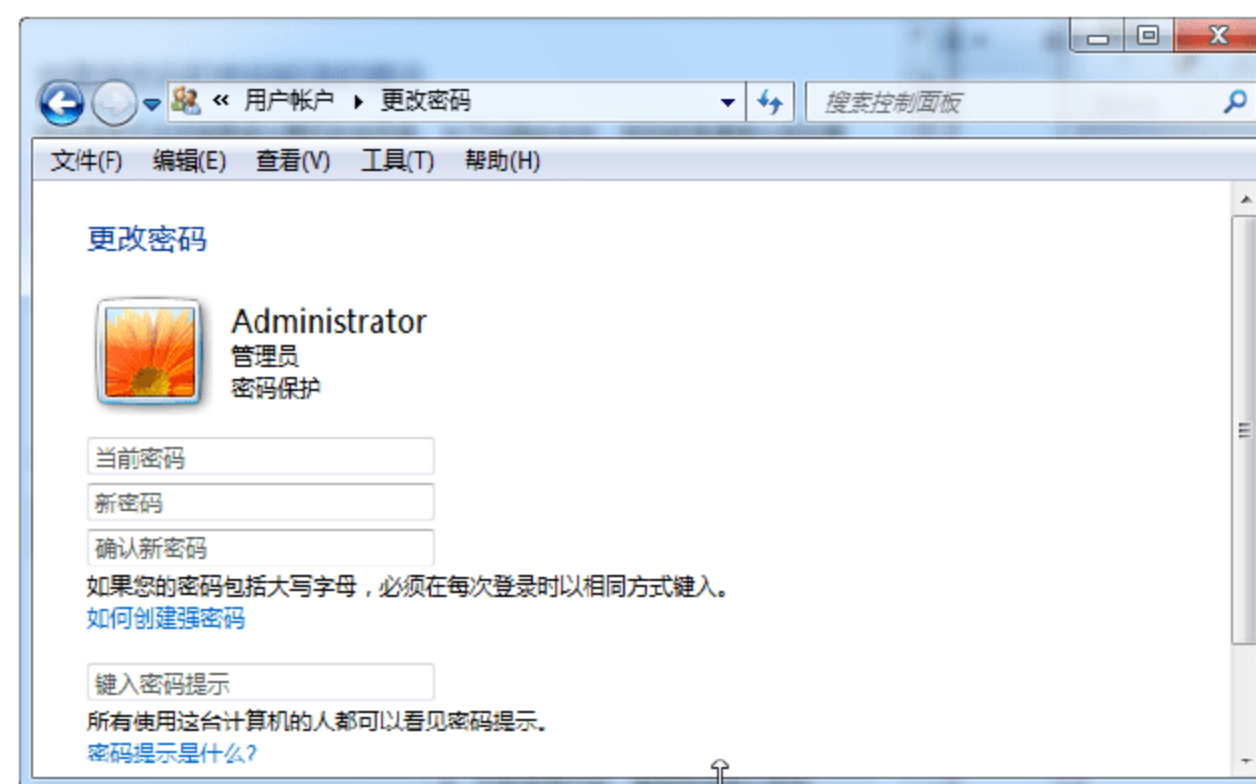 « 用户帐户 ▸ 更改密码
搜索控制面板
文件(F) 编辑(E) 查看(V) 工具(T) 帮助(H)
更改密码
Administrator
管理员
密码保护
当前密码
新密码
确认新密码
如果您的密码包括大写字母，必须在每次登录时以相同方式键入。
如何创建强密码
键入密码提示
所有使用这台计算机的人都可以看见密码提示。
密码提示是什么?